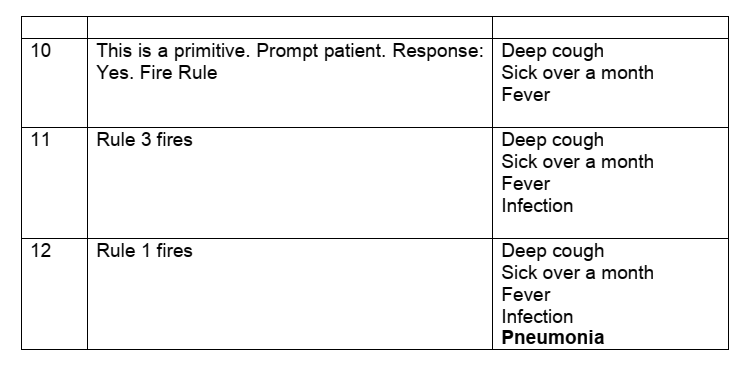 10 This is a primitive. Prompt patient. Response: Deep cough
Yes. Fire Rule Sick over a month
Fever
11 Rule 3 fires Deep cough
Sick over a month
Fever
Infection
12 Rule 1 fires Deep cough
Sick over a month
Fever
Infection
Pneumonia